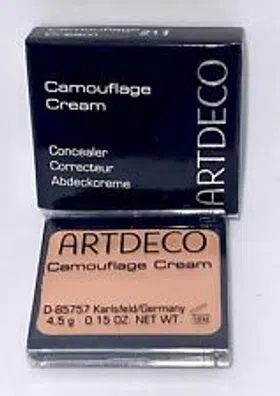 Camouflage
Cream
Concealer
Correcteur
Abdeckcreme
ARTDECO
ARTDECO
Camouflage Cream
D-85757 Karlsfeld/Germany
4.5 g - 0.15 OZ. NET WT.